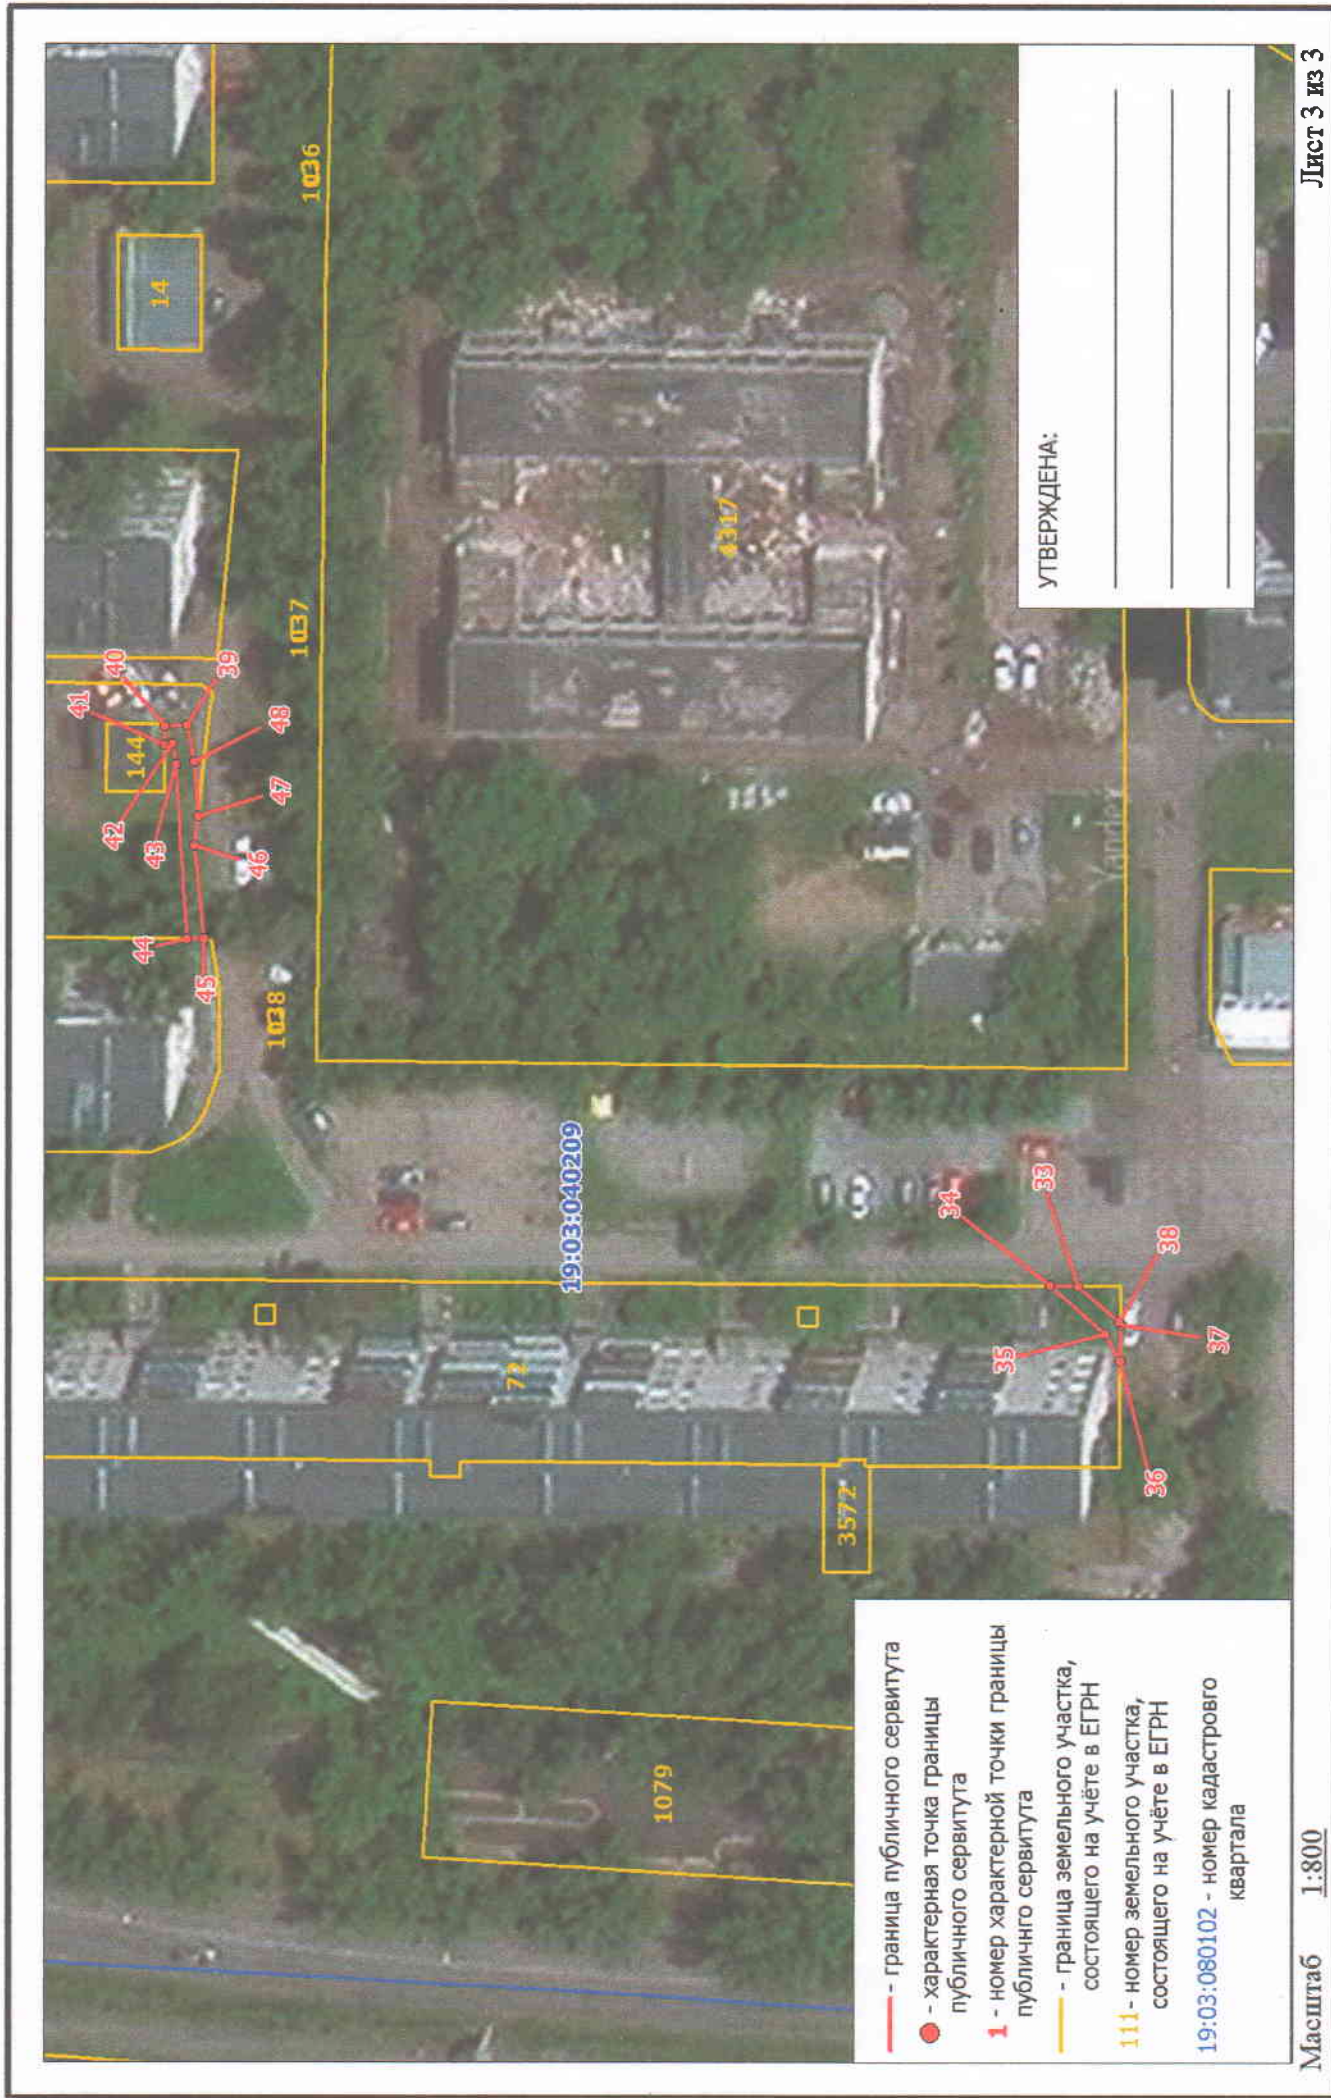 1079
72
3572
19:03:040209
1038
1037
1036
4317
14
144
33
34
35
36
37
38
39
40
41
42
43
44
45
46
47
48
Yandex
УТВЕРЖДЕНА:
- граница публичного сервитута
- характерная точка границы
публичного сервитута
1 - номер характерной точки границы
публичнго сервитута
- граница земельного участка,
состоящего на учёте в ЕГРН
111 - номер земельного участка,
состоящего на учёте в ЕГРН
19:03:080102 - номер кадастрово
квартала
Масштаб 1:800
Лист 3 из 3